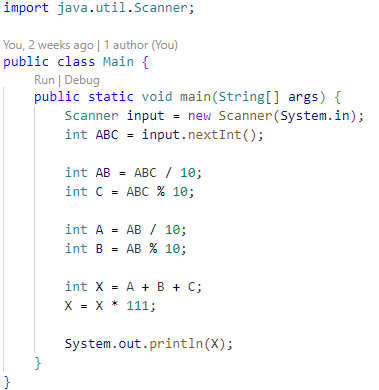 import java.util.Scanner;
You, 2 weeks ago | 1 author (You)
public class Main {
Run | Debug
public static void main(String[] args) {
Scanner input = new Scanner(System.in);
int ABC = input.nextInt();
int AB = ABC / 10;
int C = ABC % 10;
int A = AB / 10;
int B = AB % 10;
int X = A + B + C;
X = X * 111;
System.out.println(X);
}
}